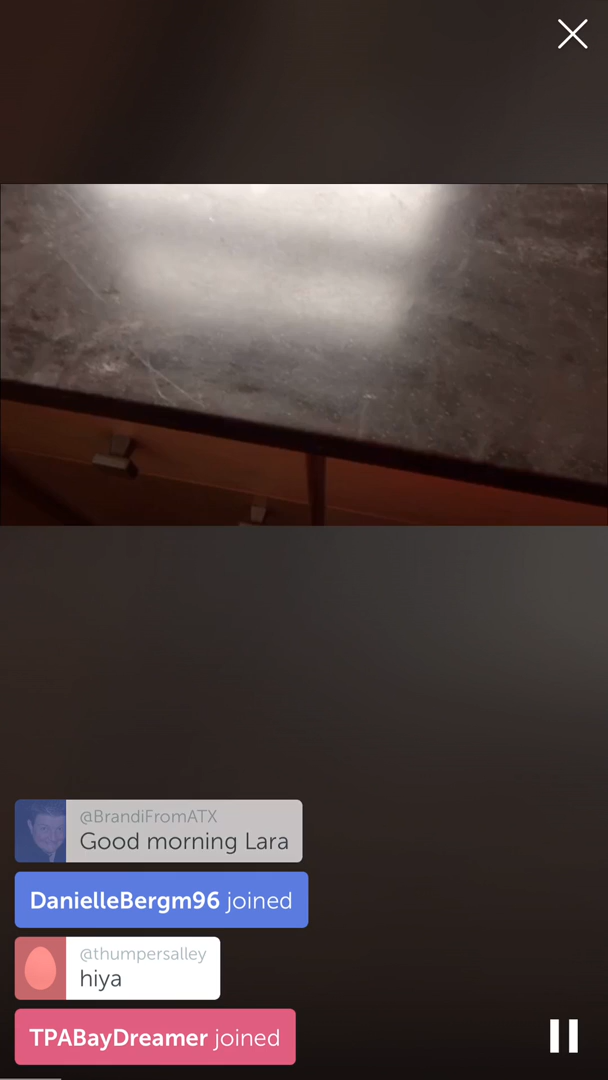 @BrandiFromATX
Good morning Lara
DanielleBergm96 joined
@thumpersalley
hiya
TPABayDreamer joined